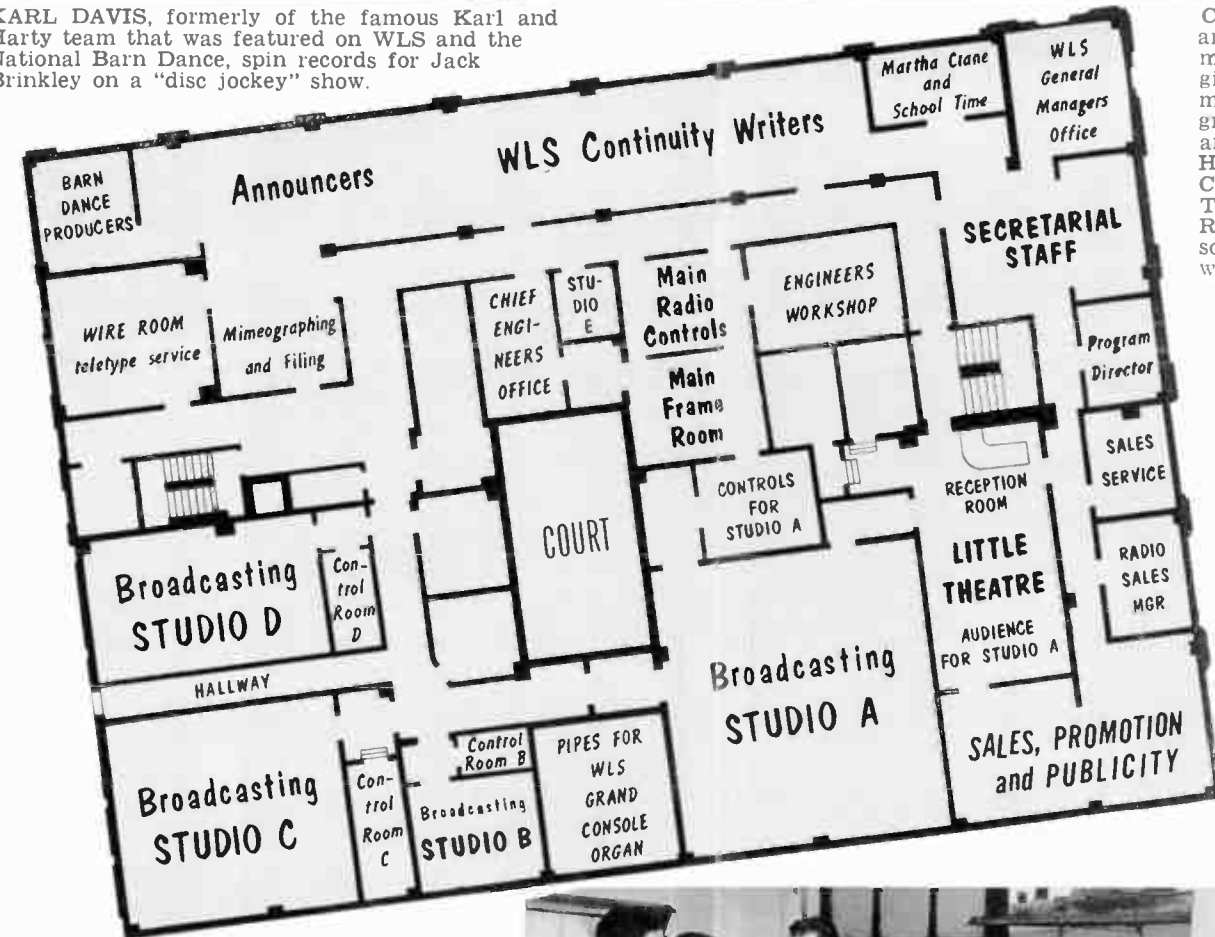 KARL DAVIS, formerly of the famous Karl and
Harty team that was featured on WLS and the
National Barn Dance, spin records for Jack
Brinkley on a "disc jockey" show.
BARN
DANCE
PRODUCERS
Announcers
WLS Continuity Writers
Martha Crane
and
School Time
WLS
General
Managers
Office
SECRETARIAL
STAFF
WIRE ROOM
teletype service
Mimeographing
and Filing
CHIEF
ENGI-
NEERS
OFFICE
STU-
DIO
E
Main
Radio
Controls
Main
Frame
Room
ENGINEERS
WORKSHOP
Program
Director
SALES
SERVICE
RADIO
SALES
MGR
CONTROLS
FOR
STUDIO A
RECEPTION
ROOM
LITTLE
THEATRE
AUDIENCE
FOR STUDIO A
COURT
Broadcasting
STUDIO D
Con-
trol
Room
D
HALLWAY
Broadcasting
STUDIO C
Con-
trol
Room
C
Control
Room B
Broadcasting
STUDIO B
PIPES FOR
WLS
GRAND
CONSOLE
ORGAN
Broadcasting
STUDIO A
SALES, PROMOTION
and PUBLICITY